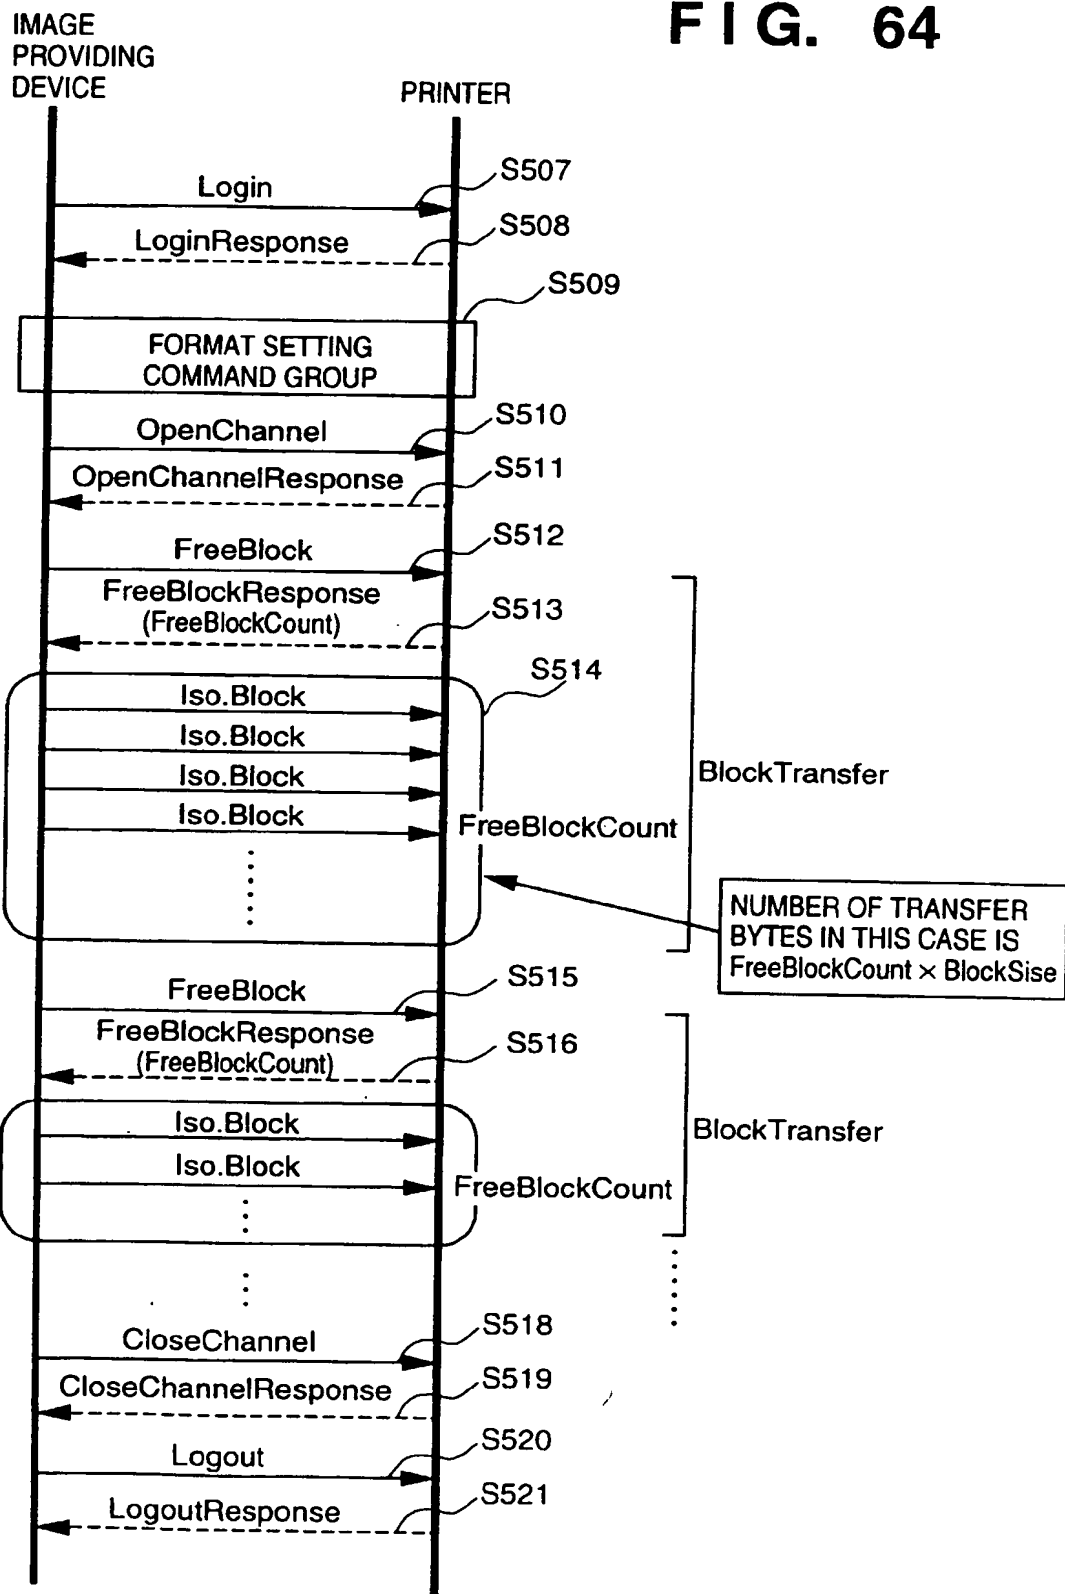 FIG. 64
IMAGE
PROVIDING
DEVICE
PRINTER
Login
S507
LoginResponse
S508
S509
FORMAT SETTING
COMMAND GROUP
OpenChannel
S510
OpenChannelResponse
S511
FreeBlock
S512
FreeBlockResponse
(FreeBlockCount)
S513
S514
Iso.Block
Iso.Block
Iso.Block
Iso.Block
FreeBlockCount
BlockTransfer
NUMBER OF TRANSFER
BYTES IN THIS CASE IS
FreeBlockCount × BlockSise
FreeBlock
S515
FreeBlockResponse
(FreeBlockCount)
S516
Iso.Block
Iso.Block
FreeBlockCount
BlockTransfer
CloseChannel
S518
CloseChannelResponse
S519
Logout
S520
LogoutResponse
S521